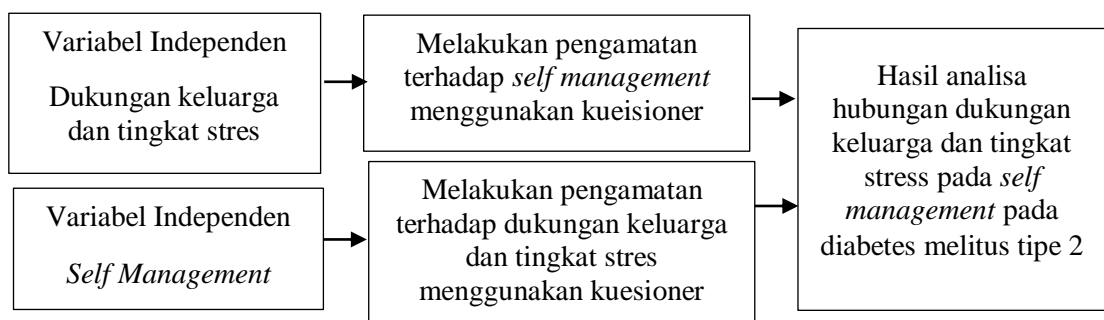 Variabel Independen
Dukungan keluarga
dan tingkat stres
Melakukan pengamatan
terhadap self management
menggunakan kueisioner
Variabel Independen
Self Management
Melakukan pengamatan
terhadap dukungan keluarga
dan tingkat stres
menggunakan kuesioner
Hasil analisa
hubungan dukungan
keluarga dan tingkat
stress pada self
management pada
diabetes melitus tipe 2